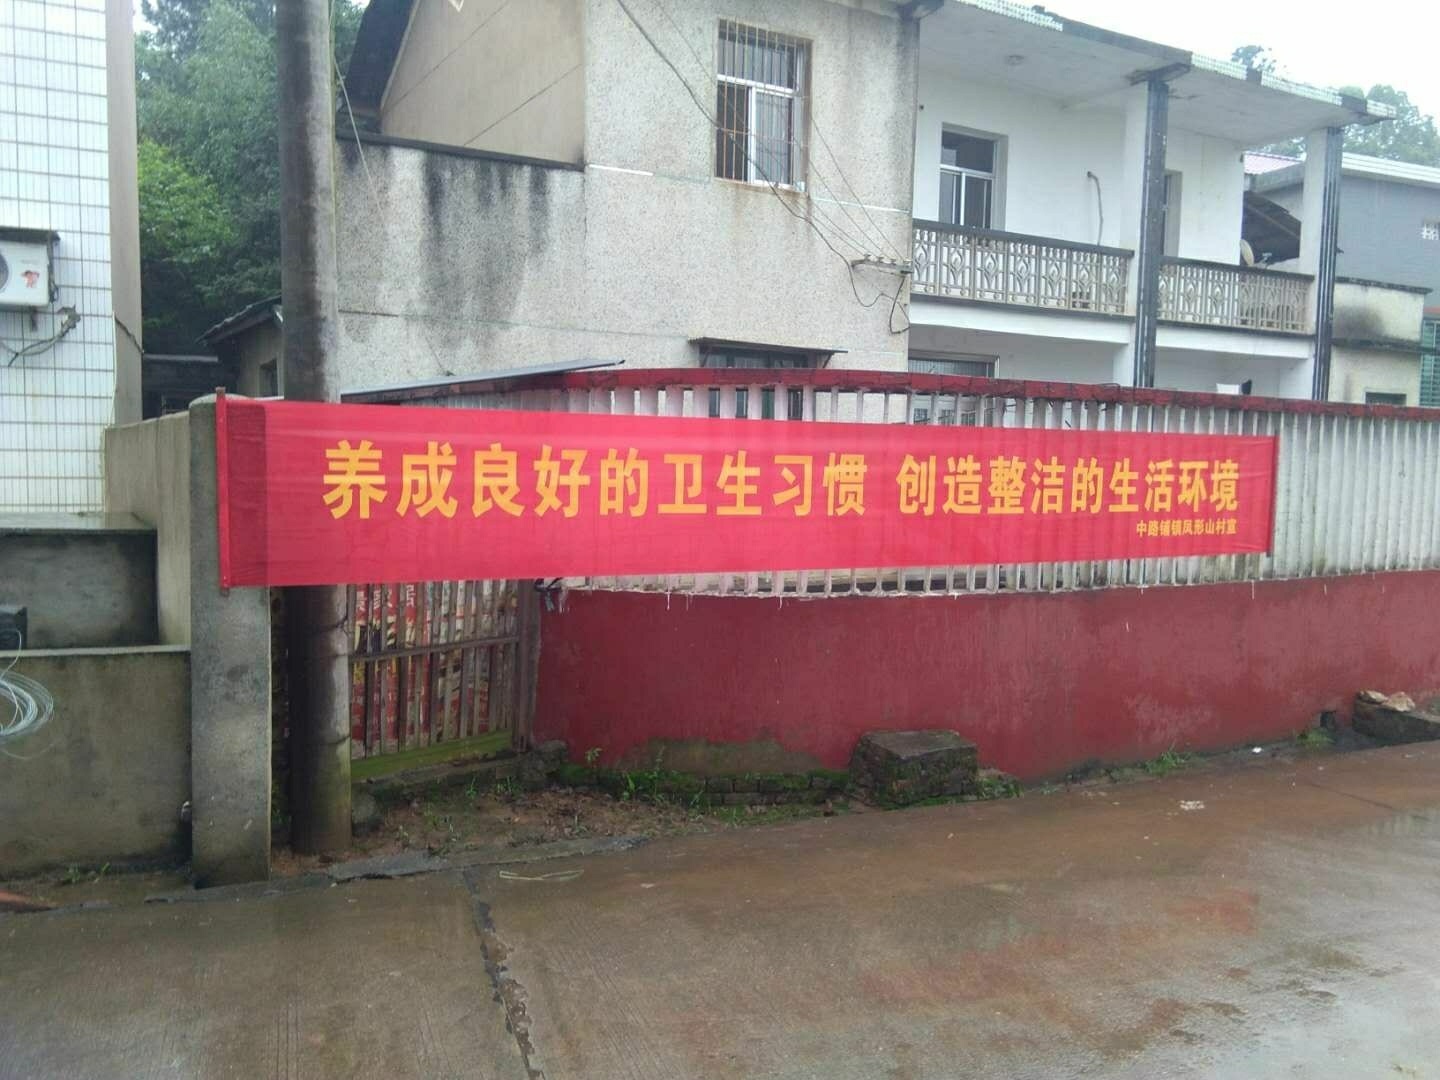 养成良好的卫生习惯 创造整洁的生活环境
中路铺镇凤形山村宣